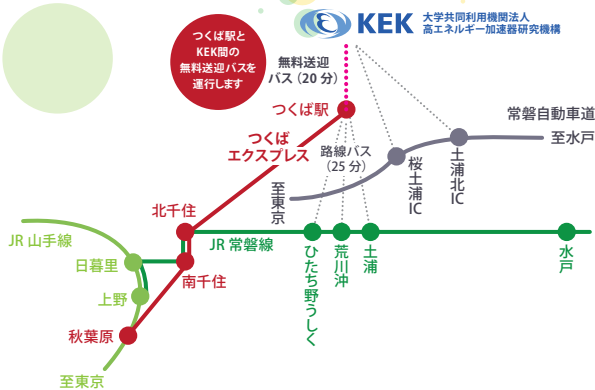 つくば駅と
KEK間の
無料送迎バスを
運行します
KEK
大学共同利用機関法人
高エネルギー加速器研究機構
無料送迎
バス（20 分）
つくば駅
常磐自動車道
至水戸
つくば
エクスプレス
路線バス
（25 分）
桜土浦IC
土浦北IC
至東京
北千住
JR 山手線
JR 常磐線
日暮里
南千住
ひたち野うしく
荒川沖
土浦
水戸
上野
秋葉原
至東京